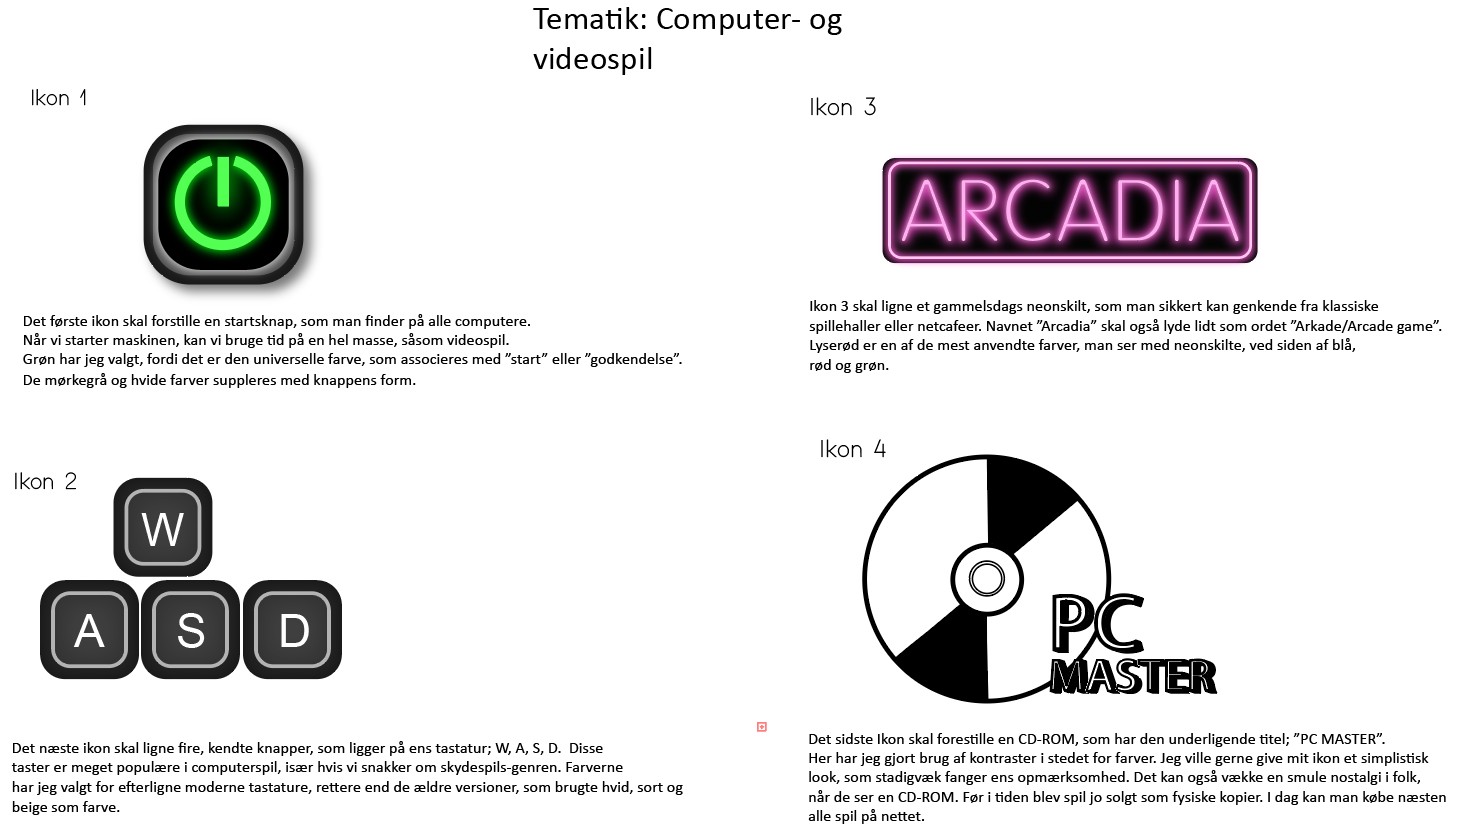 Tematik: Computer- og
videospil
Ikon 1
Det første ikon skal forstille en startsknap, som man finder på alle computere.
Når vi starter maskinen, kan vi bruge tid på en hel masse, såsom videospil.
Grøn har jeg valgt, fordi det er den universelle farve, som associeres med ”start” eller ”godkendelse”.
De mørkegrå og hvide farver suppleres med knappens form.
Ikon 2
W
A S D
Det næste ikon skal ligne fire, kendte knapper, som ligger på ens tastatur; W, A, S, D. Disse
taster er meget populære i computerspil, især hvis vi snakker om skydespils-genren. Farverne
har jeg valgt for efterligne moderne tastature, rettere end de ældre versioner, som brugte hvid, sort og
beige som farve.
Ikon 3
ARCADIA
Ikon 3 skal ligne et gammelsdags neonskilt, som man sikkert kan genkende fra klassiske
spillehaller eller netcafeer. Navnet ”Arcadia” skal også lyde lidt som ordet ”Arkade/Arcade game”.
Lyserød er en af de mest anvendte farver, man ser med neonskilte, ved siden af blå,
rød og grøn.
Ikon 4
PC
MASTER
Det sidste Ikon skal forestille en CD-ROM, som har den underligende titel; ”PC MASTER”.
Her har jeg gjort brug af kontraster i stedet for farver. Jeg ville gerne give mit ikon et simplistisk
look, som stadigvæk fanger ens opmærksomhed. Det kan også vække en smule nostalgi i folk,
når de ser en CD-ROM. Før i tiden blev spil jo solgt som fysiske kopier. I dag kan man købe næsten
alle spil på nettet.